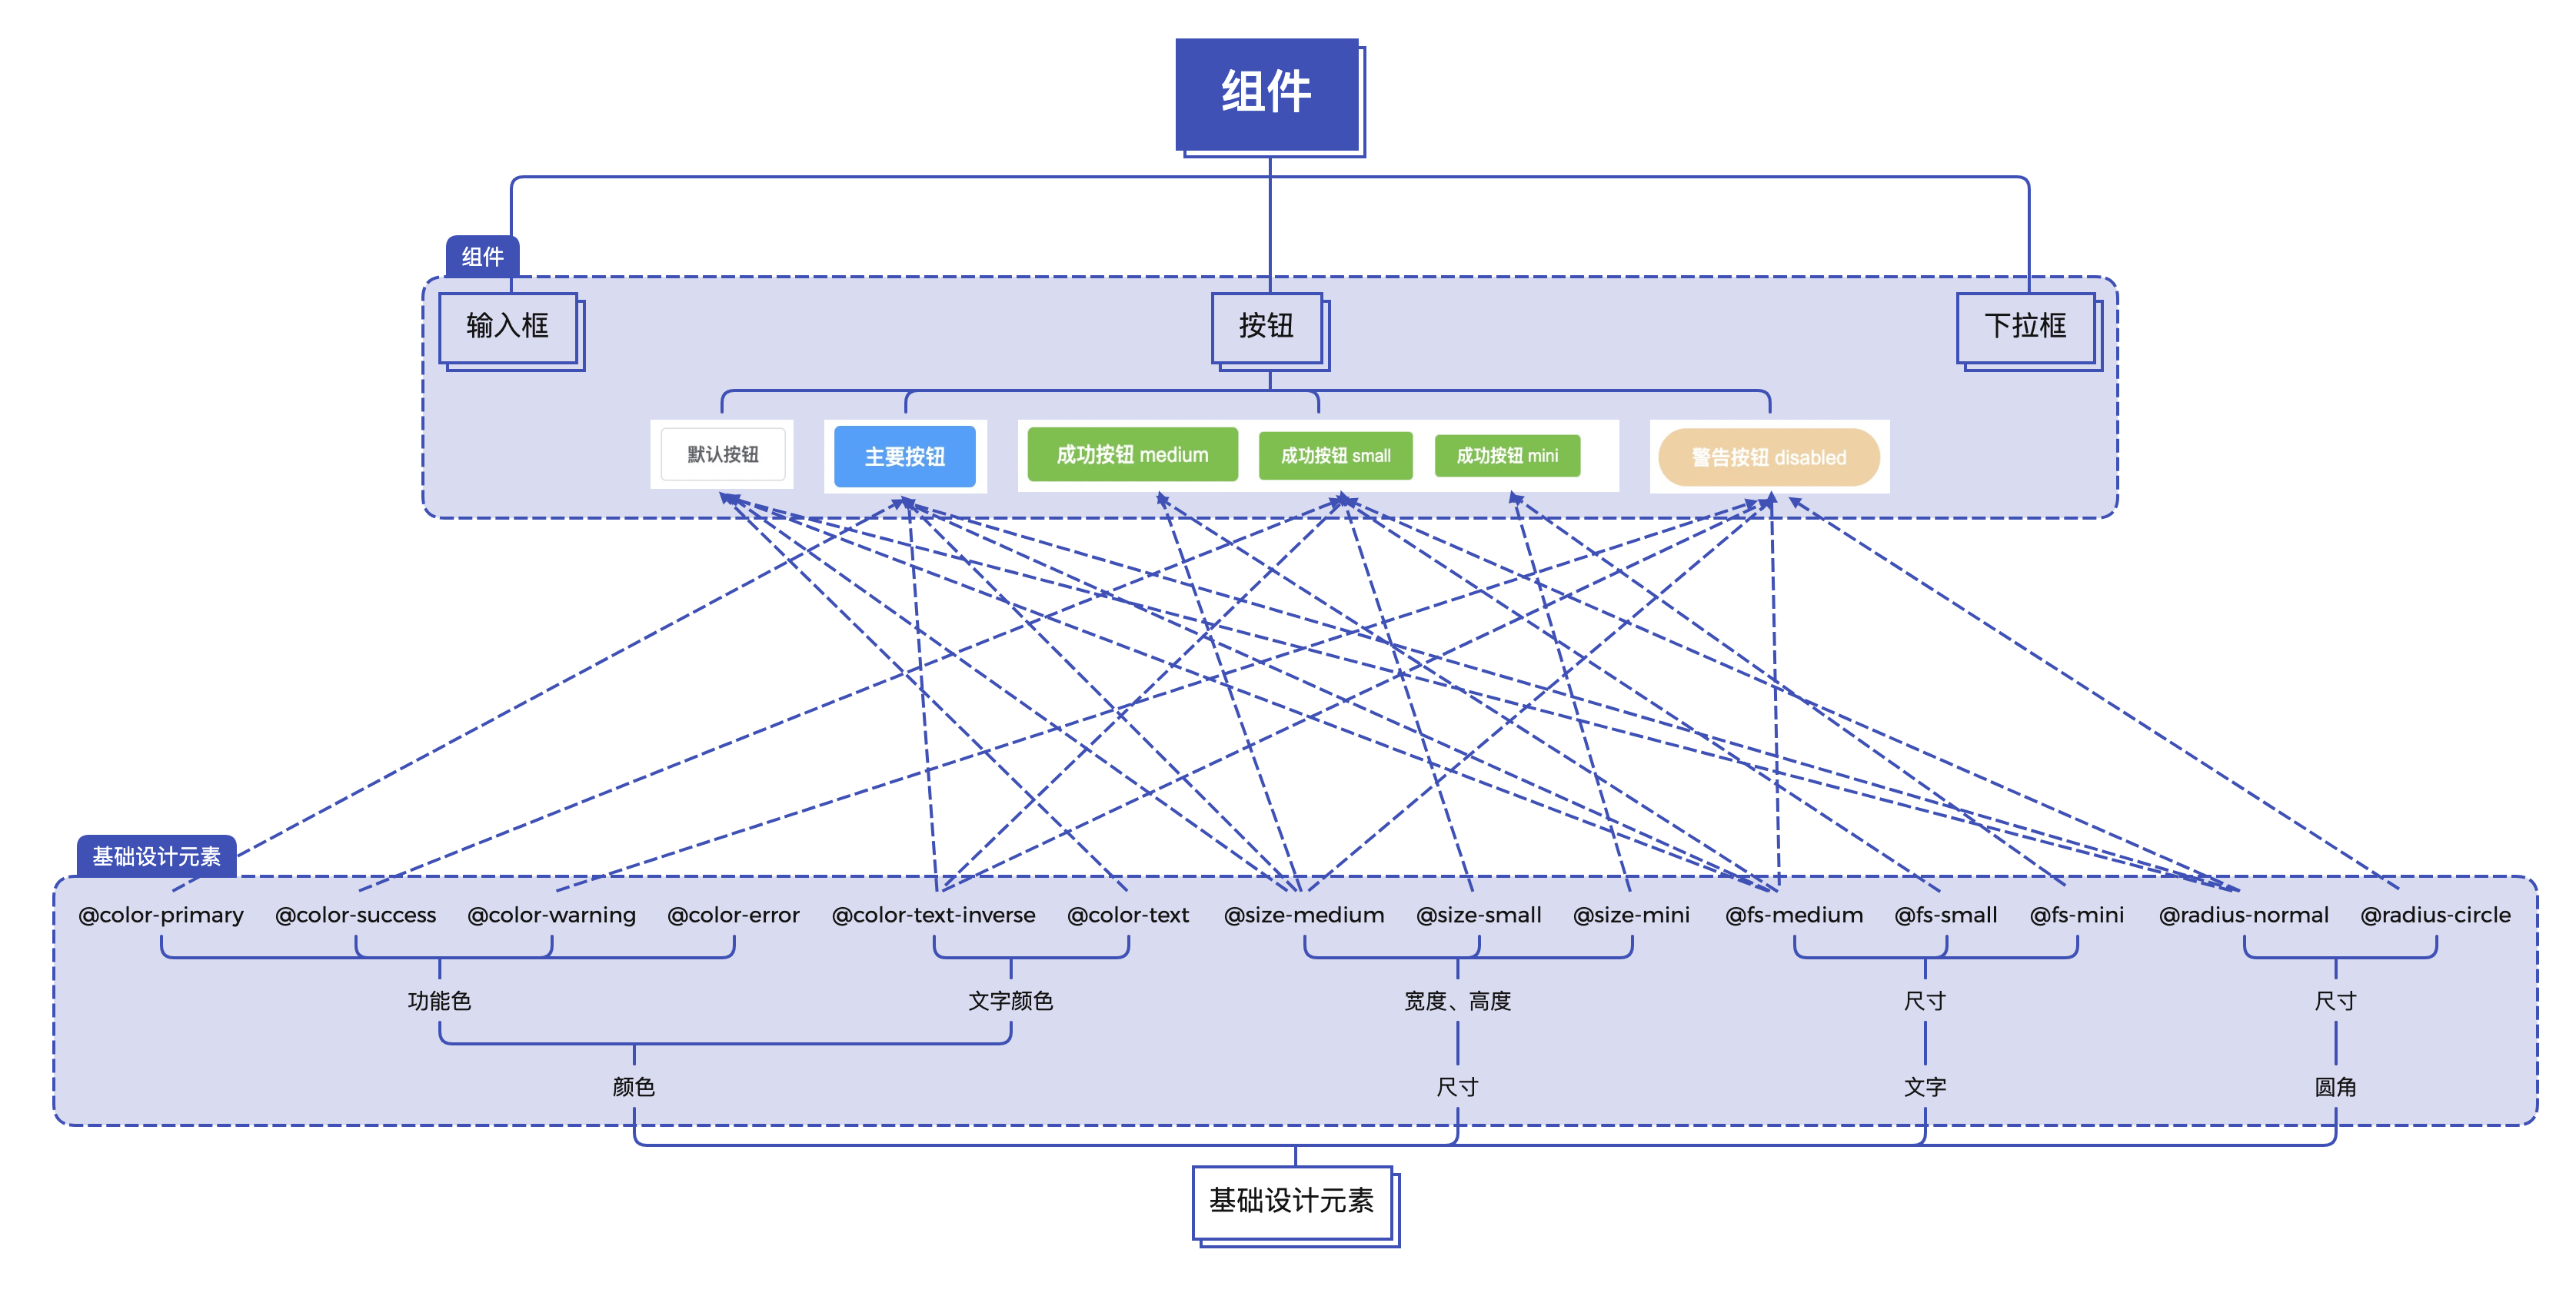 组件
组件
输入框
按钮
下拉框
默认按钮
主要按钮
成功按钮 medium
成功按钮 small
成功按钮 mini
警告按钮 disabled
基础设计元素
@color-primary
@color-success
@color-warning
@color-error
@color-text-inverse
@color-text
@size-medium
@size-small
@size-mini
@fs-medium
@fs-small
@fs-mini
@radius-normal
@radius-circle
功能色
文字颜色
宽度、高度
尺寸
尺寸
颜色
尺寸
文字
圆角
基础设计元素